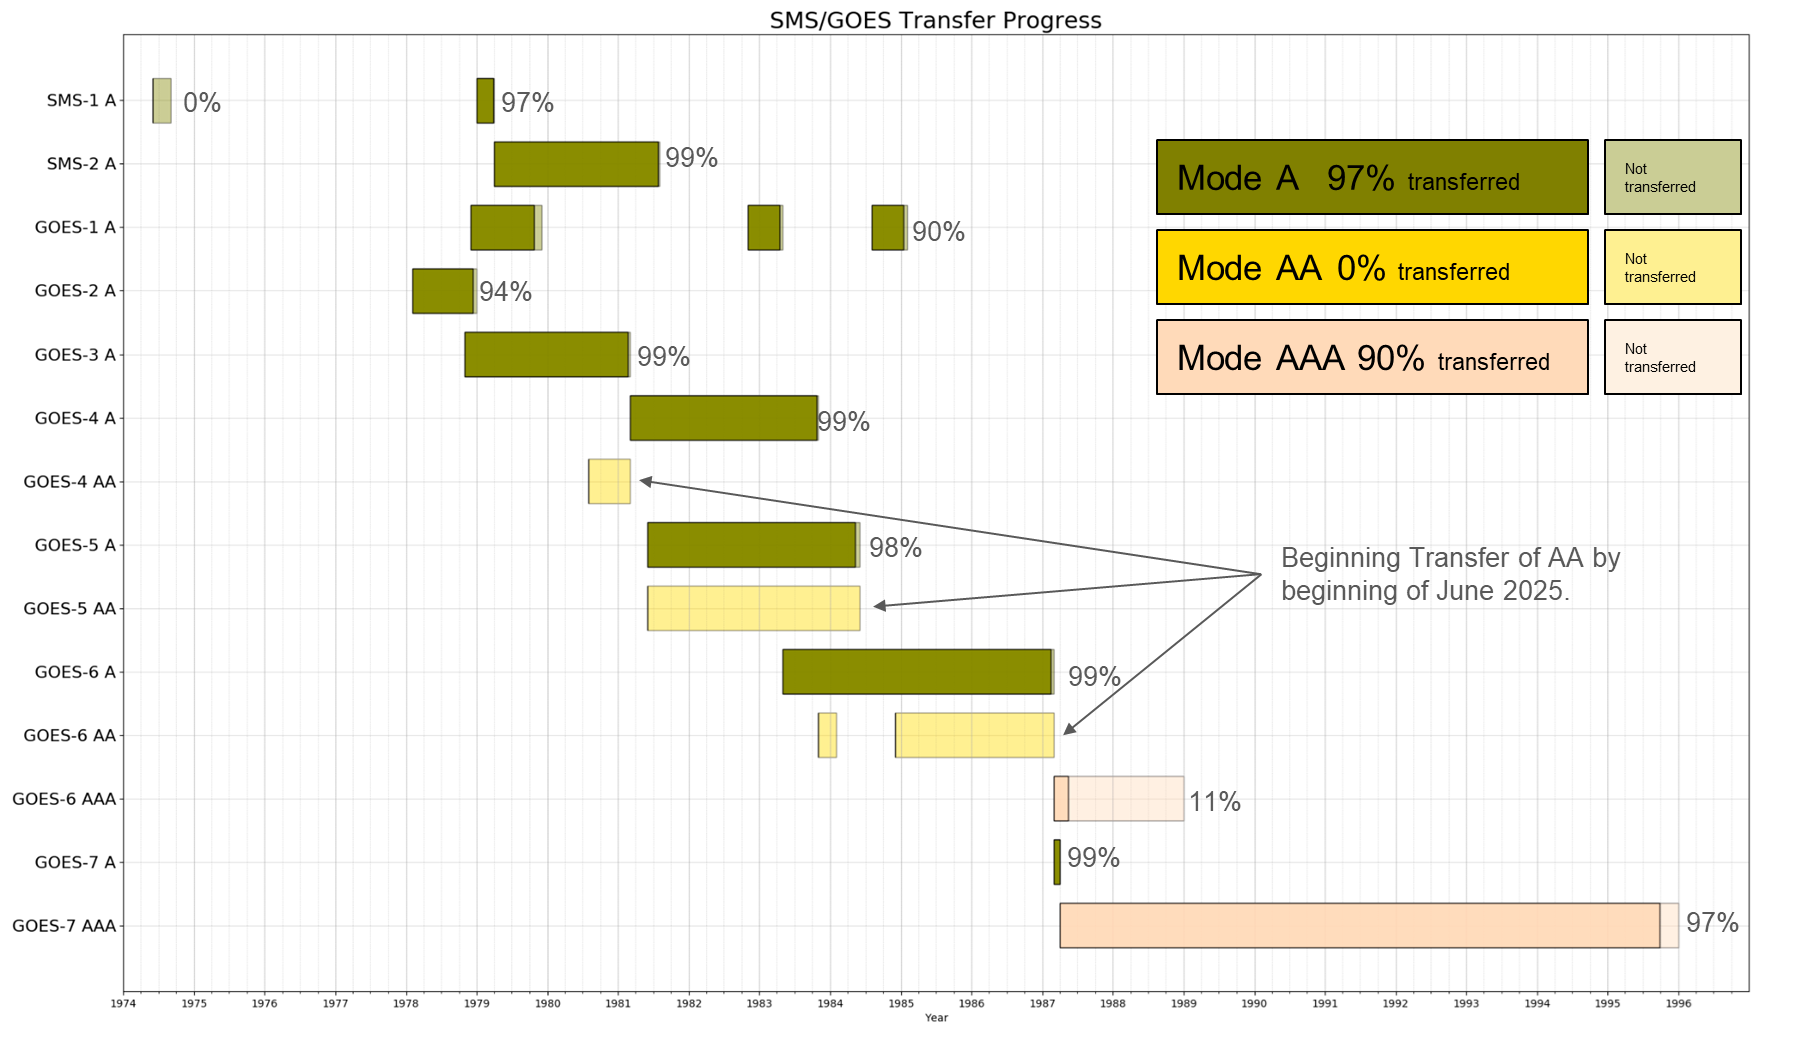 SMS/GOES Transfer Progress
SMS-1 A
0%
97%
SMS-2 A
99%
Mode A 97% transferred
Not
transferred
GOES-1 A
90%
Mode AA 0% transferred
Not
transferred
GOES-2 A
94%
GOES-3 A
99%
Mode AAA 90% transferred
Not
transferred
GOES-4 A
99%
GOES-4 AA
GOES-5 A
98%
Beginning Transfer of AA by
beginning of June 2025.
GOES-5 AA
GOES-6 A
99%
GOES-6 AA
GOES-6 AAA
11%
GOES-7 A
99%
GOES-7 AAA
97%
1974 1975 1976 1977 1978 1979 1980 1981 1982 1983 1984 1985 1986 1987 1988 1989 1990 1991 1992 1993 1994 1995 1996
Year